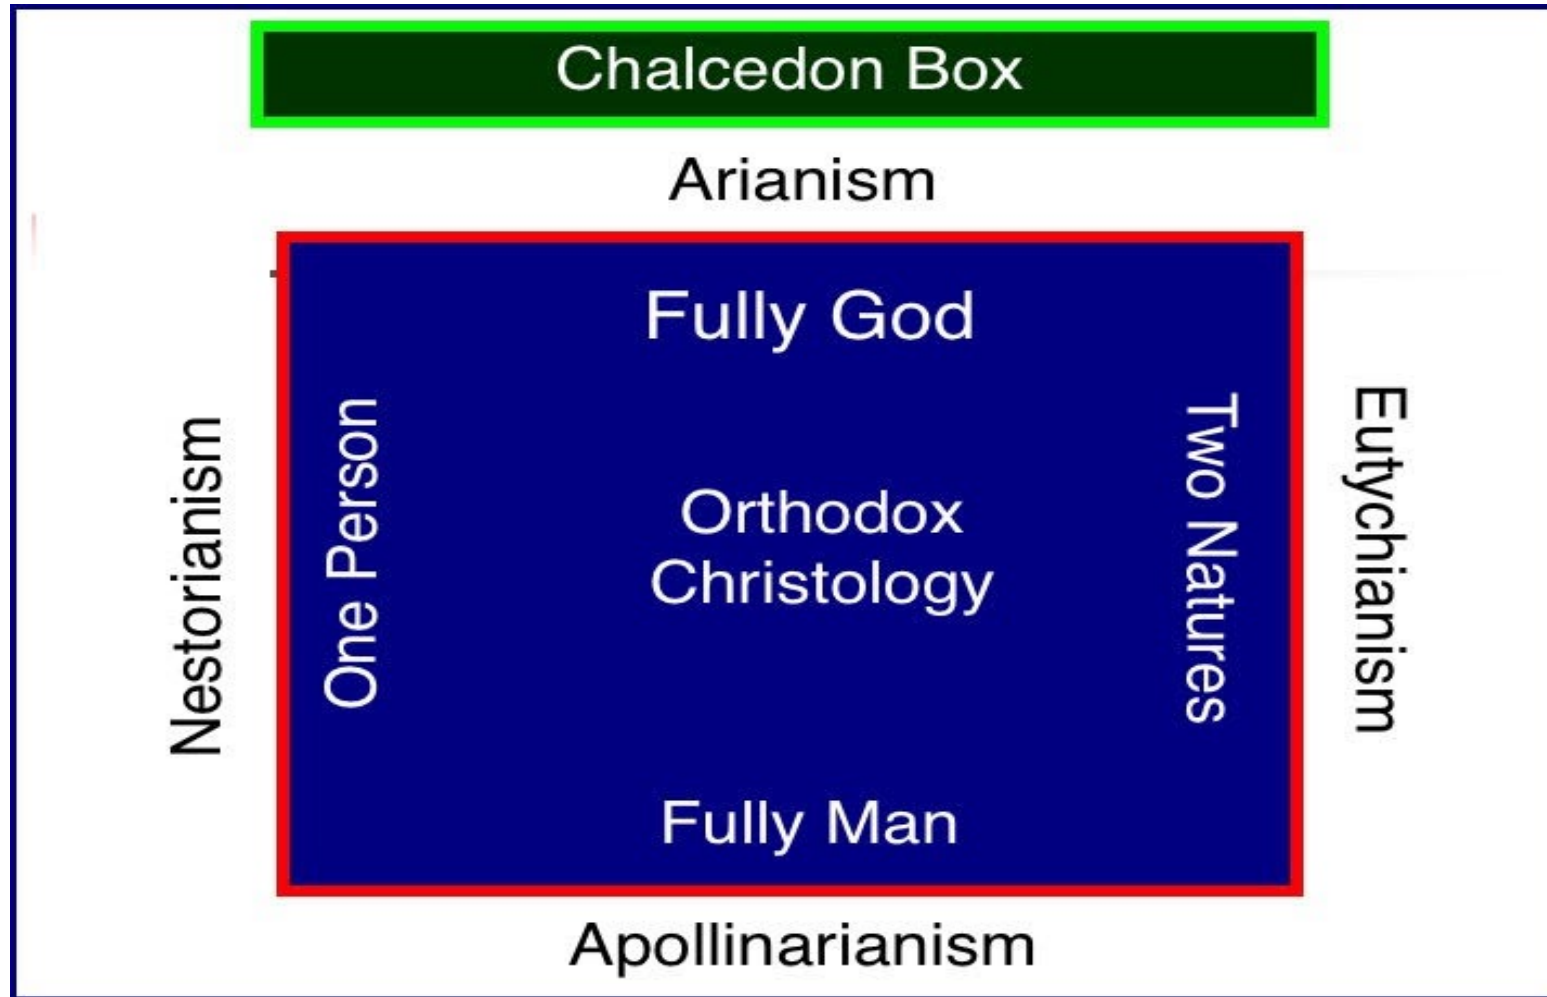 Chalcedon Box
Arianism
Fully God
Nestorianism
One Person
Orthodox
Christology
Two Natures
Eutychianism
Fully Man
Apollinarianism